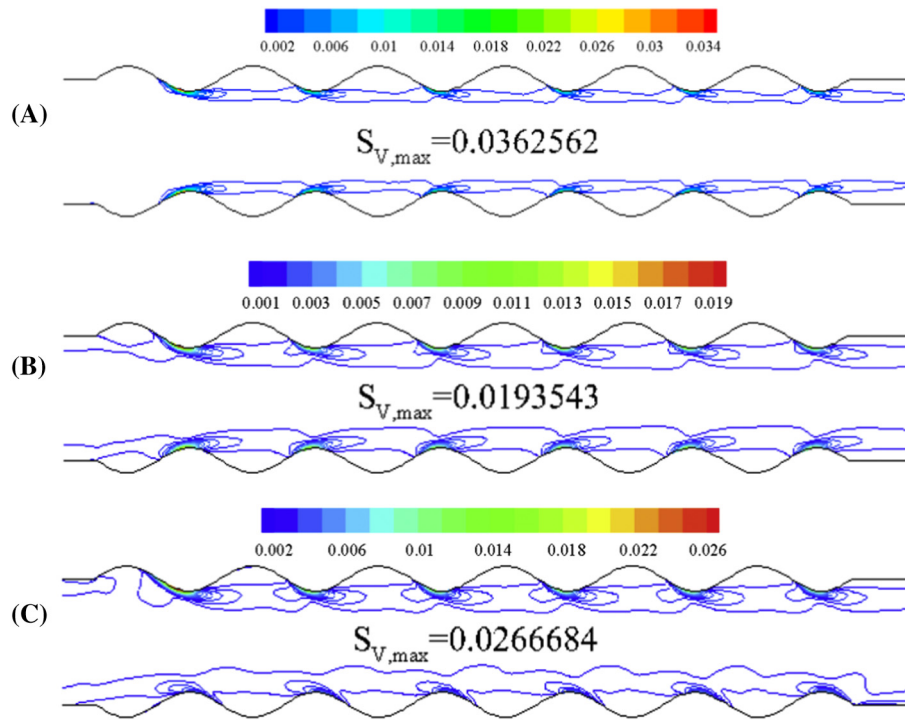 0.002 0.006 0.01 0.014 0.018 0.022 0.026 0.03 0.034
(A)
S_V,max=0.0362562
0.001 0.003 0.005 0.007 0.009 0.011 0.013 0.015 0.017 0.019
(B)
S_V,max=0.0193543
0.002 0.006 0.01 0.014 0.018 0.022 0.026
(C)
S_V,max=0.0266684